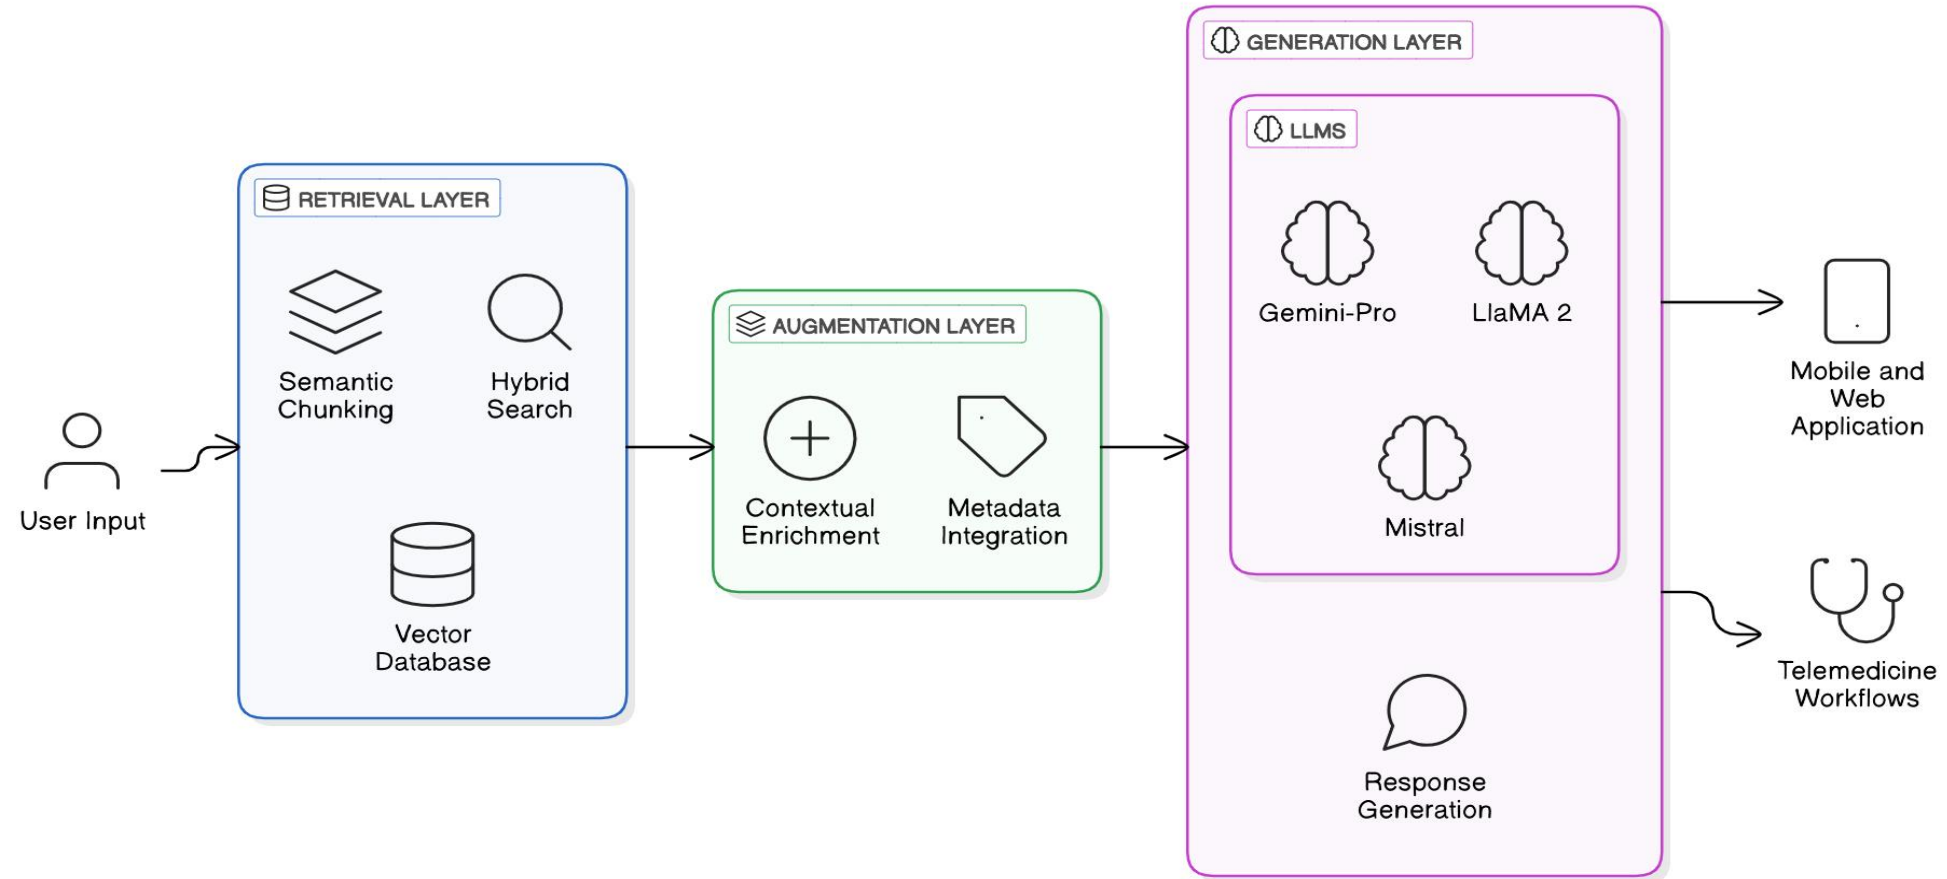 User Input
RETRIEVAL LAYER
Semantic
Chunking
Hybrid
Search
Vector
Database
AUGMENTATION LAYER
Contextual
Enrichment
Metadata
Integration
GENERATION LAYER
LLMS
Gemini-Pro
LlaMA 2
Mistral
Response
Generation
Mobile and
Web
Application
Telemedicine
Workflows